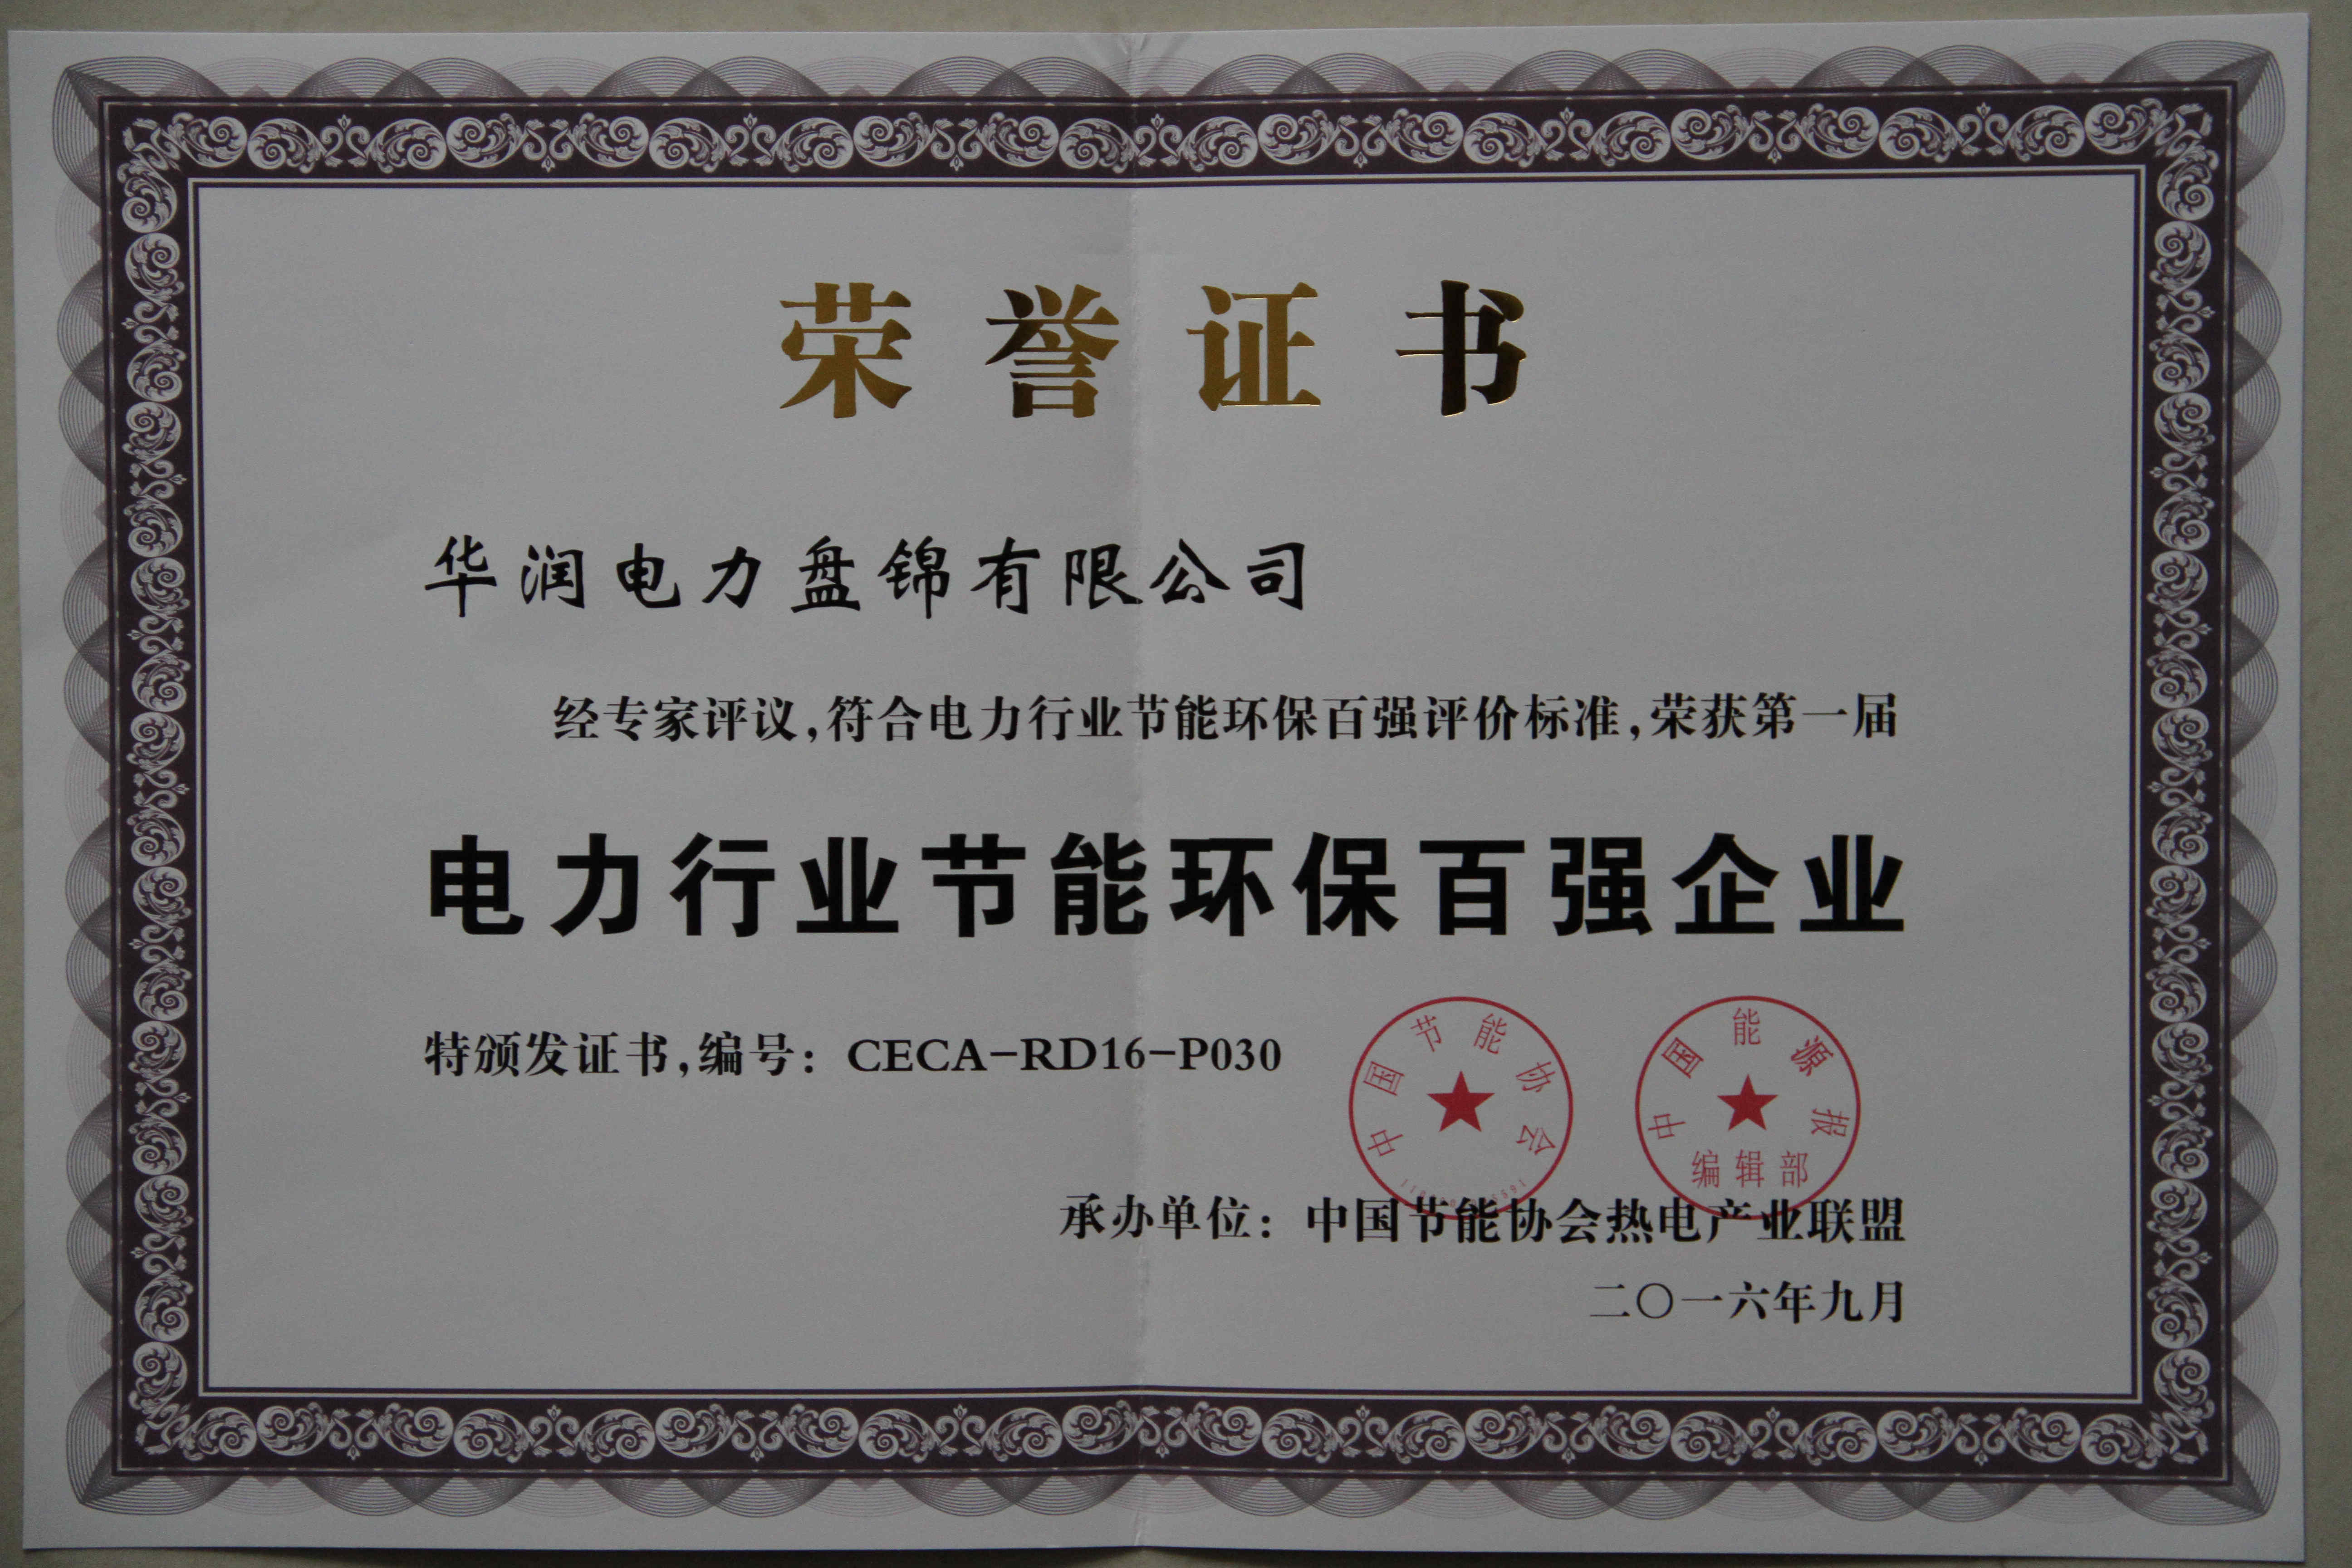 荣誉证书
华润电力盘锦有限公司
经专家评议,符合电力行业节能环保百强评价标准,荣获第一届
电力行业节能环保百强企业
特颁发证书,编号：CECA-RD16-P030
中国节能协会
中国能源报
编辑部
承办单位：中国节能协会热电产业联盟
二〇一六年九月